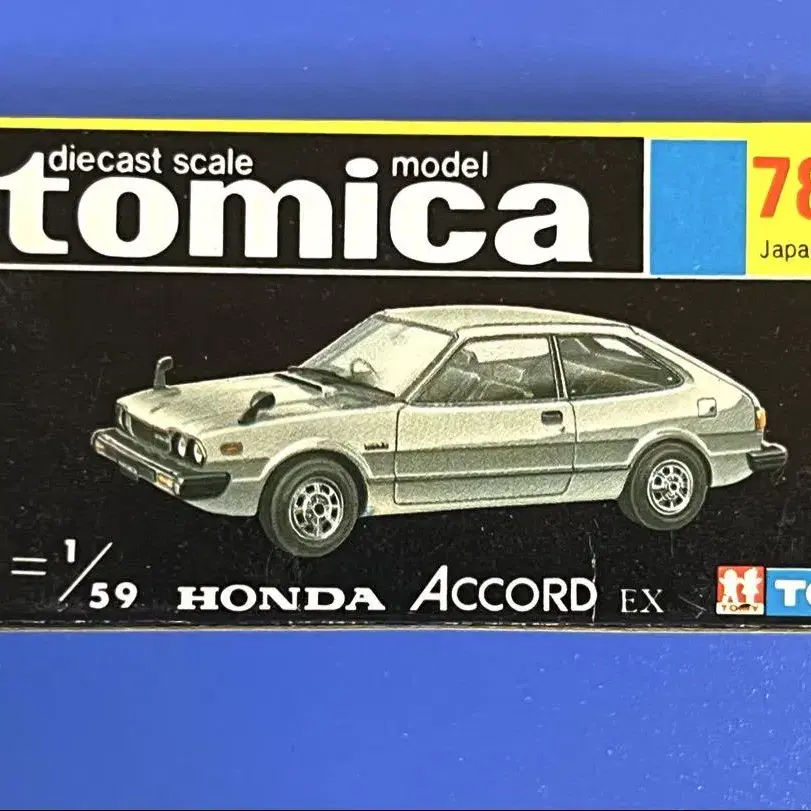 diecast scale model
tomica
78
Japa
=1/59 HONDA ACCORD EX
TOMY
TO